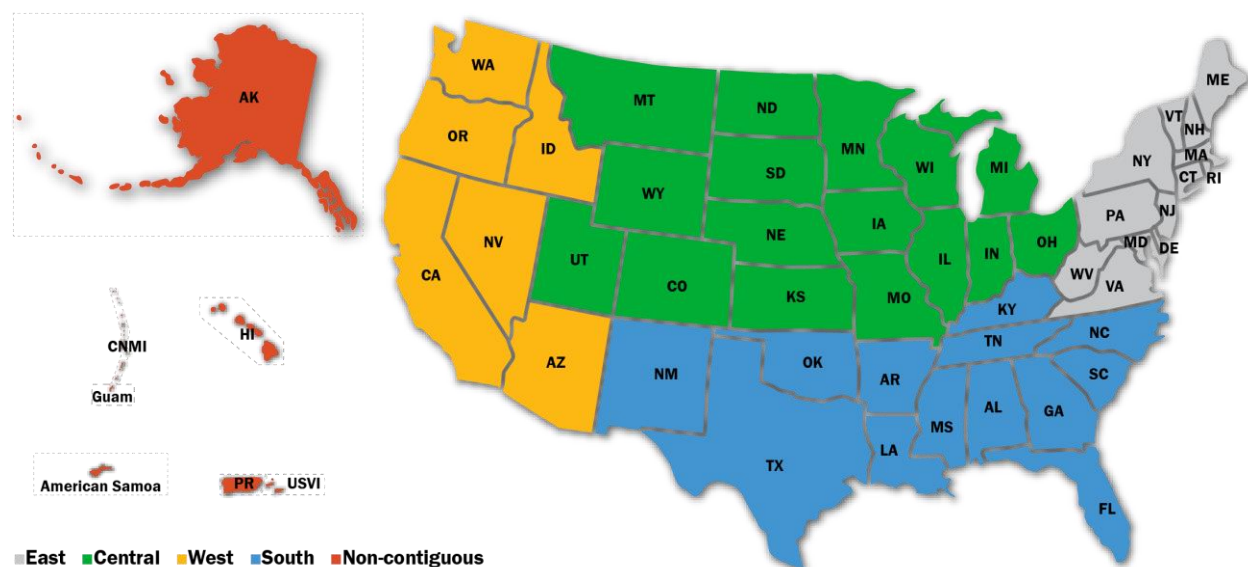 ME
WA
MT
ND
VT
NH
AK
OR
ID
MN
NY
MA
WI
MI
CT
RI
SD
WY
PA
NJ
IA
NE
NV
OH
MD
DE
UT
IL
IN
CA
WV
CO
VA
KS
MO
KY
NC
TN
CNMI
HI
AZ
OK
NM
AR
SC
Guam
AL
GA
MS
LA
TX
American Samoa
PR
USVI
FL
East
Central
West
South
Non-contiguous